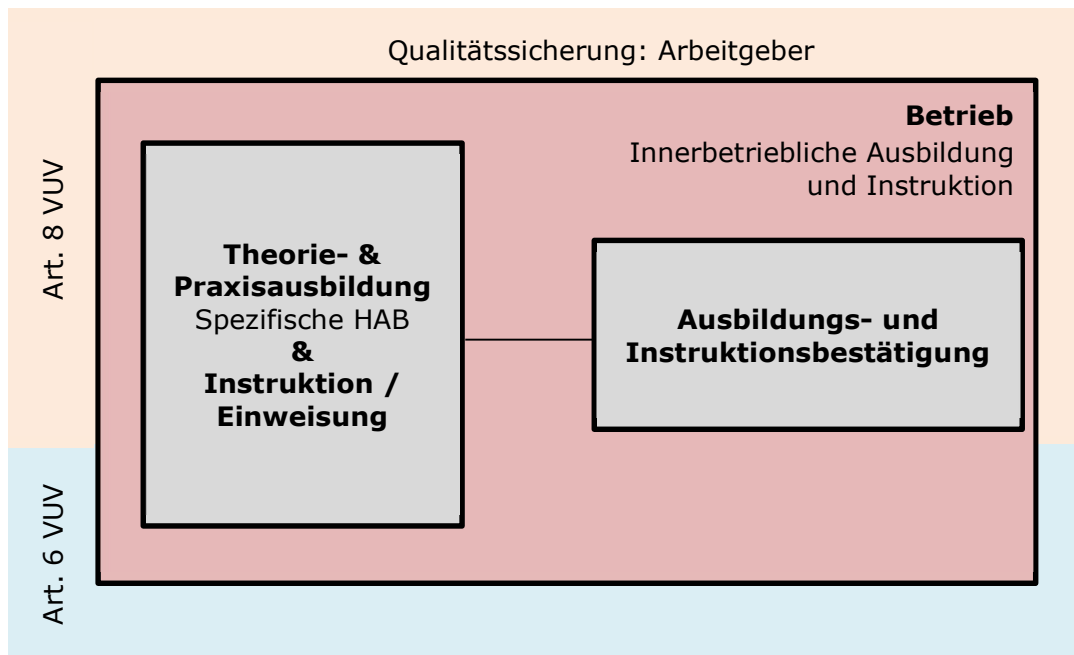 Qualitätssicherung: Arbeitgeber
Betrieb
Innerbetriebliche Ausbildung
und Instruktion
Art. 8 VUV
Theorie- &
Praxisausbildung
Spezifische HAB
&
Instruktion /
Einweisung
Ausbildungs- und
Instruktionsbestätigung
Art. 6 VUV